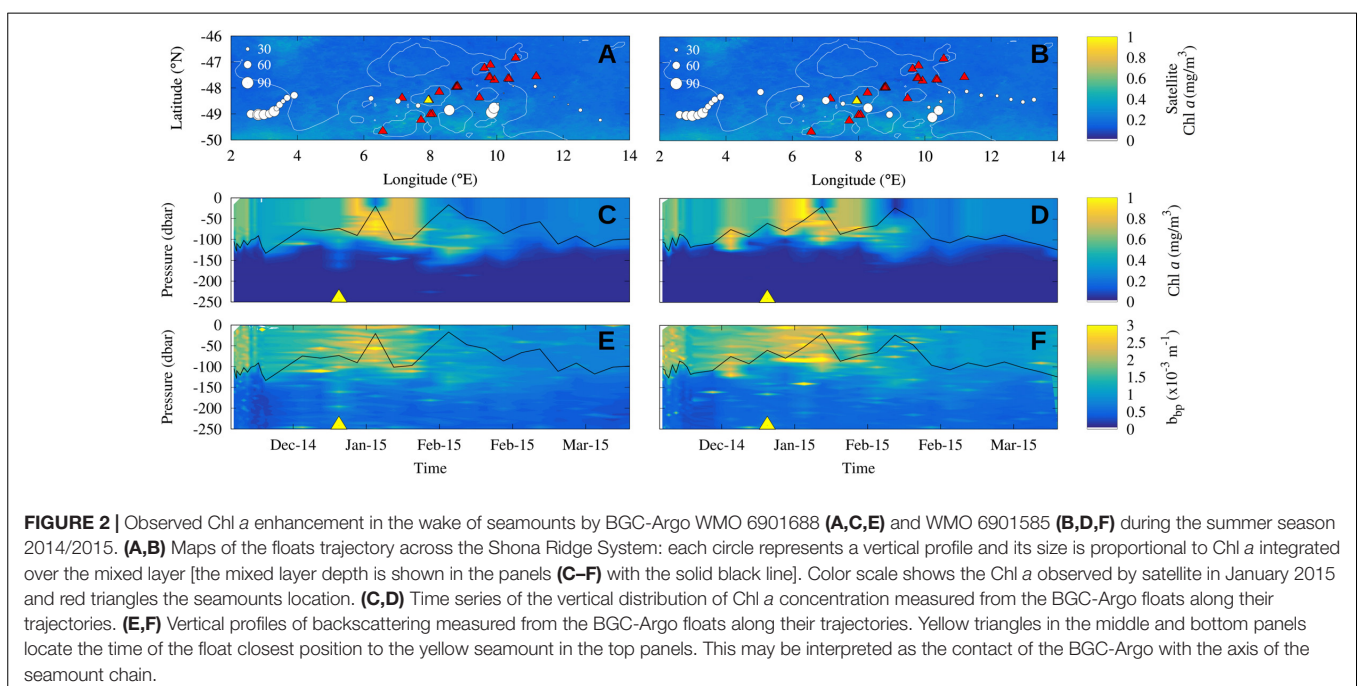 -46
-47
-48
-49
-50
Latitude (°N)
30
60
90
A
2 4 6 8 10 12 14
Longitude (°E)
30
60
90
B
2 4 6 8 10 12 14
Longitude (°E)
1
0.8
0.6
0.4
0.2
0
Satellite
Chl a (mg/m³)
0
-50
-100
-150
-200
-250
Pressure (dbar)
C
D
1
0.8
0.6
0.4
0.2
0
Chl a (mg/m³)
0
-50
-100
-150
-200
-250
Pressure (dbar)
E
Dec-14 Jan-15 Feb-15 Feb-15 Mar-15
Time
F
Dec-14 Jan-15 Feb-15 Feb-15 Mar-15
Time
3
2.5
2
1.5
1
0.5
0
b_bp (x10⁻³ m⁻¹)
FIGURE 2 | Observed Chl a enhancement in the wake of seamounts by BGC-Argo WMO 6901688 (A,C,E) and WMO 6901585 (B,D,F) during the summer season
2014/2015. (A,B) Maps of the floats trajectory across the Shona Ridge System: each circle represents a vertical profile and its size is proportional to Chl a integrated
over the mixed layer [the mixed layer depth is shown in the panels (C–F) with the solid black line]. Color scale shows the Chl a observed by satellite in January 2015
and red triangles the seamounts location. (C,D) Time series of the vertical distribution of Chl a concentration measured from the BGC-Argo floats along their
trajectories. (E,F) Vertical profiles of backscattering measured from the BGC-Argo floats along their trajectories. Yellow triangles in the middle and bottom panels
locate the time of the float closest position to the yellow seamount in the top panels. This may be interpreted as the contact of the BGC-Argo with the axis of the
seamount chain.